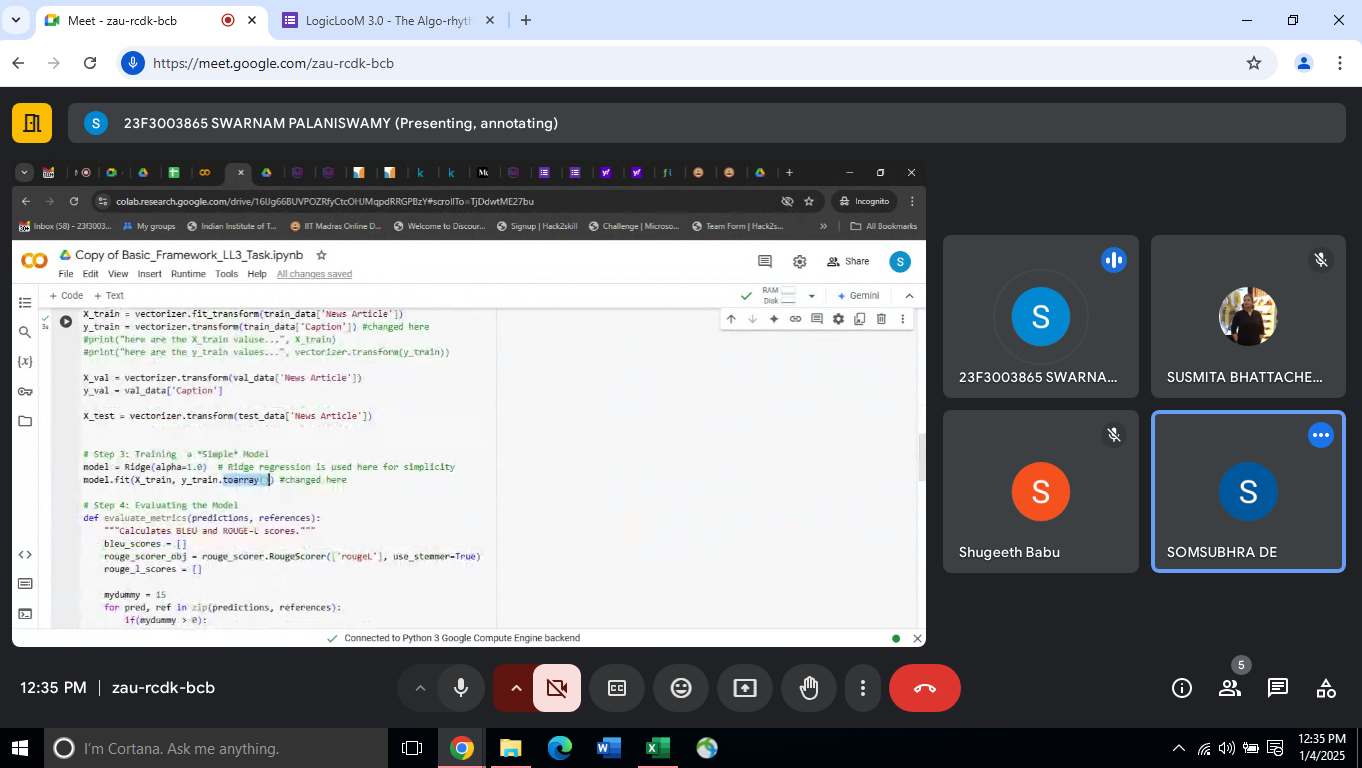 Meet - zau-rcdk-bcb
LogicLooM 3.0 - The Algo-rhyth
https://meet.google.com/zau-rcdk-bcb
S
23F3003865 SWARNAM PALANISWAMY (Presenting, annotating)
colab.research.google.com/drive/16IJg66BUVPOZRfyCtcOHJMqpdRRGPBzY#scrollTo=TjDdwtME27bu
Incognito
Inbox (58) - 23f3003...
My groups
Indian Institute of T...
IIT Madras Online D...
Welcome to Discour...
Signup | Hack2skill
Challenge | Microso...
Team Form | Hack2s...
»
All Bookmarks
CO
Copy of Basic_Framework_LL3_Task.ipynb
Share
S
File Edit View Insert Runtime Tools Help All changes saved
+ Code + Text
RAM
Disk
Gemini
3s
X_train = vectorizer.fit_transform(train_data['News Article'])
y_train = vectorizer.transform(train_data['Caption']) #changed here
#print("here are the X_train valuse...", X_train)
#print("here are the y_train values...", vectorizer.transform(y_train))
X_val = vectorizer.transform(val_data['News Article'])
y_val = val_data['Caption']
X_test = vectorizer.transform(test_data['News Article'])
# Step 3: Training a *Simple* Model
model = Ridge(alpha=1.0) # Ridge regression is used here for simplicity
model.fit(X_train, y_train.toarray()) #changed here
# Step 4: Evaluating the Model
def evaluate_metrics(predictions, references):
"""Calculates BLEU and ROUGE-L scores."""
bleu_scores = []
rouge_scorer_obj = rouge_scorer.RougeScorer(['rougeL'], use_stemmer=True)
rouge_l_scores = []
mydummy = 15
for pred, ref in zip(predictions, references):
if(mydummy > 0):
{x}
Connected to Python 3 Google Compute Engine backend
S
23F3003865 SWARNA...
SUSMITA BHATTACHE...
S
Shugeeth Babu
S
SOMSUBHRA DE
12:35 PM | zau-rcdk-bcb
5
I'm Cortana. Ask me anything.
12:35 PM
1/4/2025